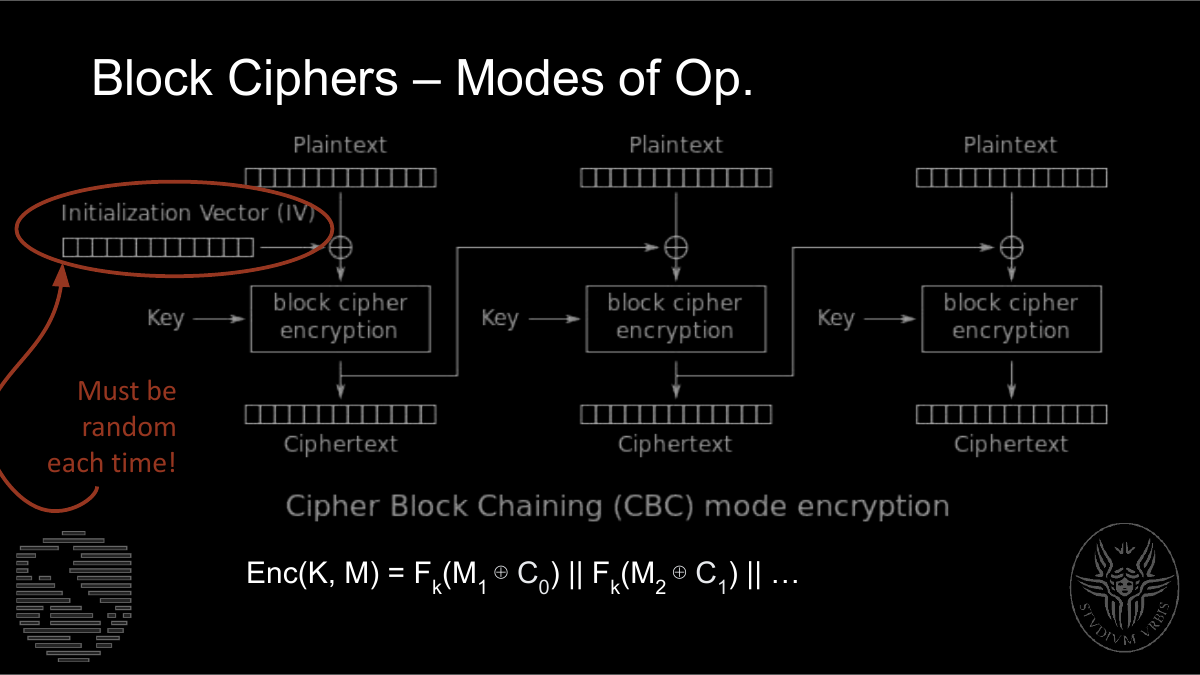 Block Ciphers – Modes of Op.
Plaintext Plaintext Plaintext
Initialization Vector (IV)
Key block cipher Key block cipher Key block cipher
encryption encryption encryption
Must be
random
each time!
Ciphertext Ciphertext Ciphertext
Cipher Block Chaining (CBC) mode encryption
Enc(K, M) = Fk(M1 ⊕ C0) || Fk(M2 ⊕ C1) || …
STVDIVM VRBIS